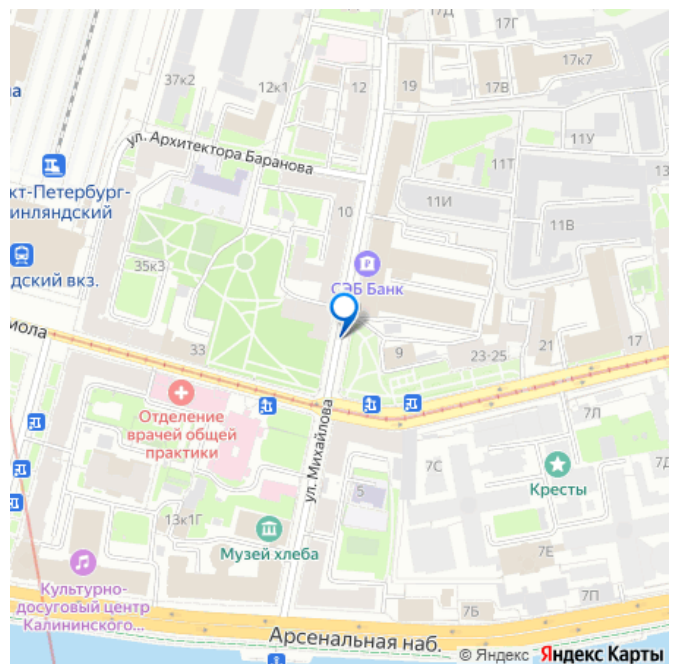 17Д
17Г
17к7
37к2
12к1
12
19
17В
ул. Архитектора Баранова
11У
11Т
кт-Петербург-
инляндский
10
11И
11В
35к3
дский вкз.
СЭБ Банк
иола
33
9
23-25
21
17
Отделение
врачей общей
практики
ул. Михайлова
7Л
7С
Кресты
5
13к1Г
Музей хлеба
7Е
Культурно-
досуговый центр
Калининского...
7Б
7П
Арсенальная наб.
© Яндекс Яндекс Карты